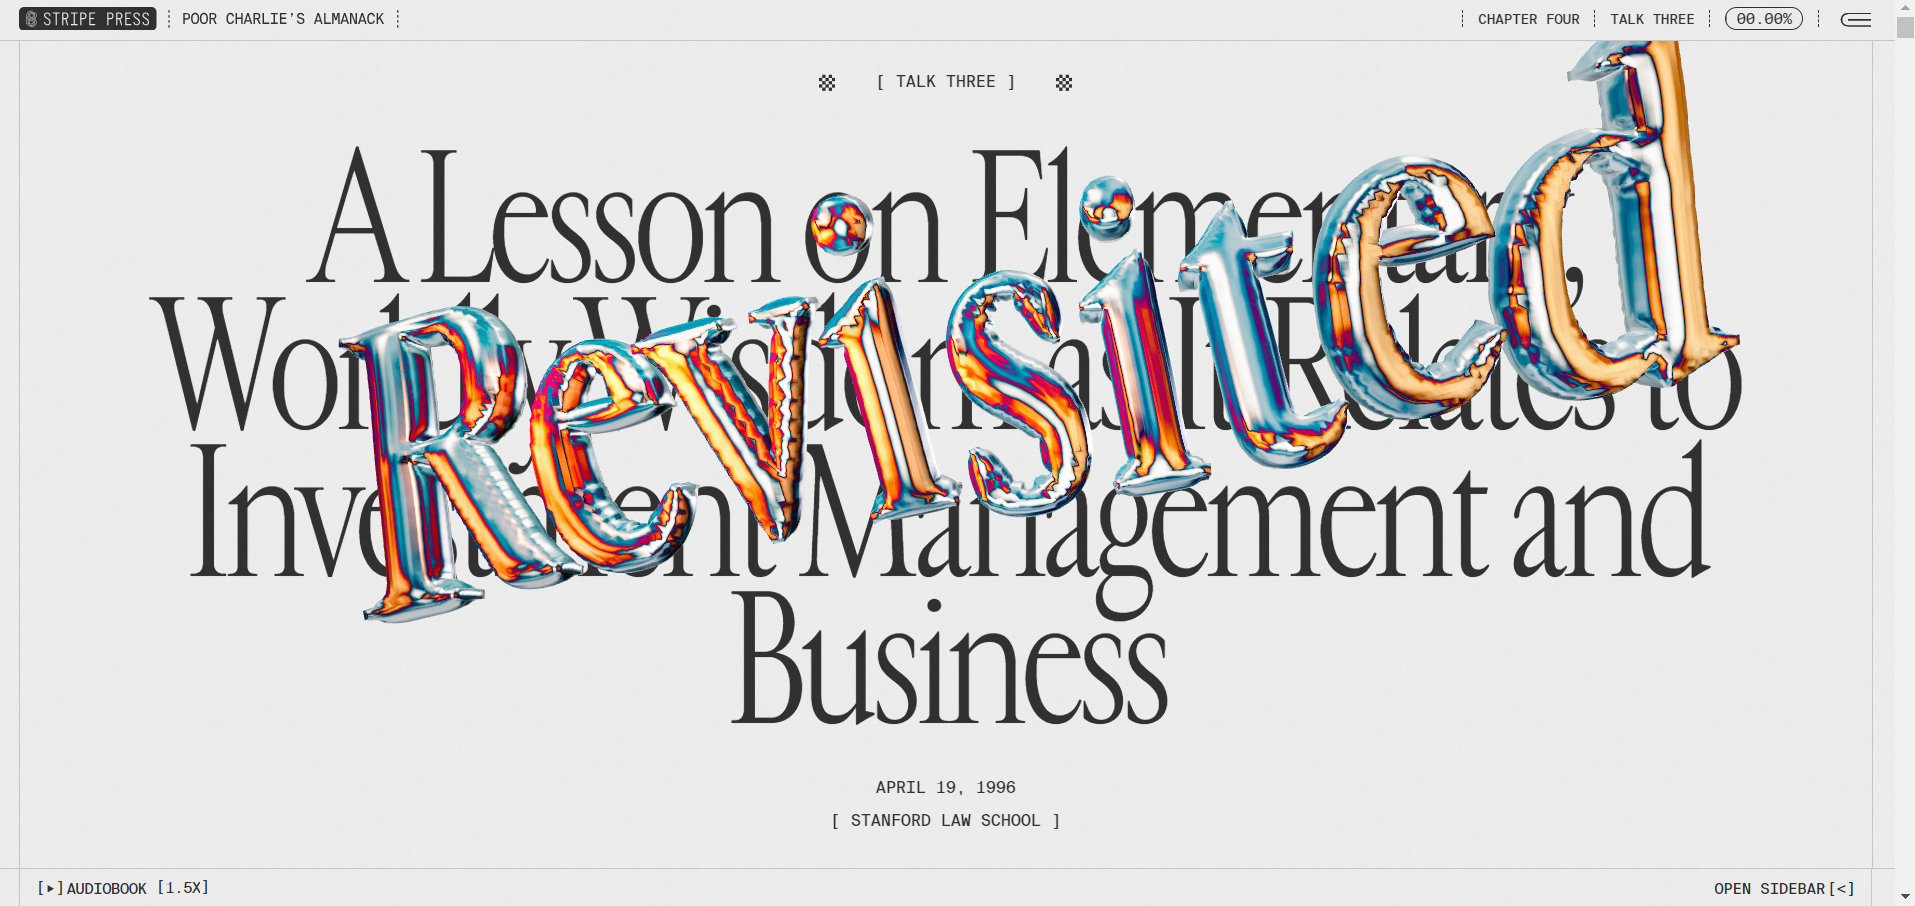 STRIPE PRESS
POOR CHARLIE'S ALMANACK
CHAPTER FOUR
TALK THREE
00.00%
[ TALK THREE ]
A Lesson on Elementary,
Worldly Wisdom as It Relates to
Investment Management and
Business
Revisited
APRIL 19, 1996
[ STANFORD LAW SCHOOL ]
[▶]AUDIOBOOK [1.5X]
OPEN SIDEBAR[<]